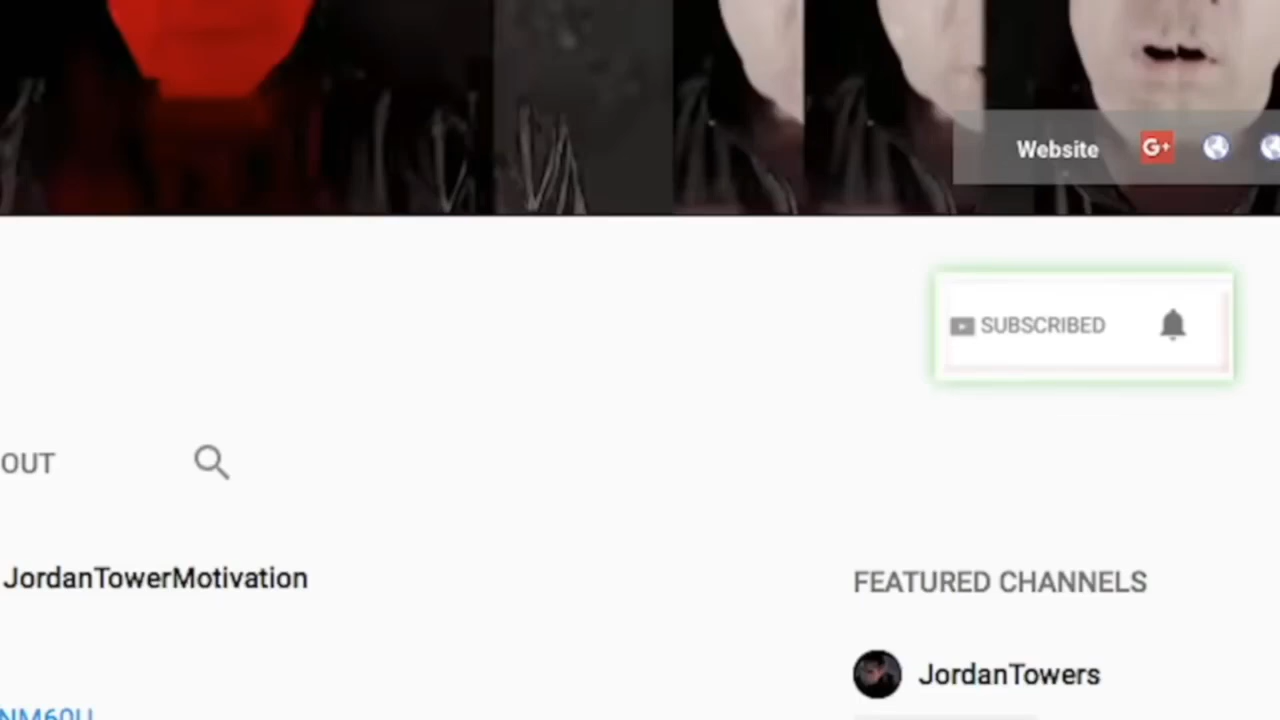 Website G+
SUBSCRIBED
OUT
JordanTowerMotivation
FEATURED CHANNELS
JordanTowers